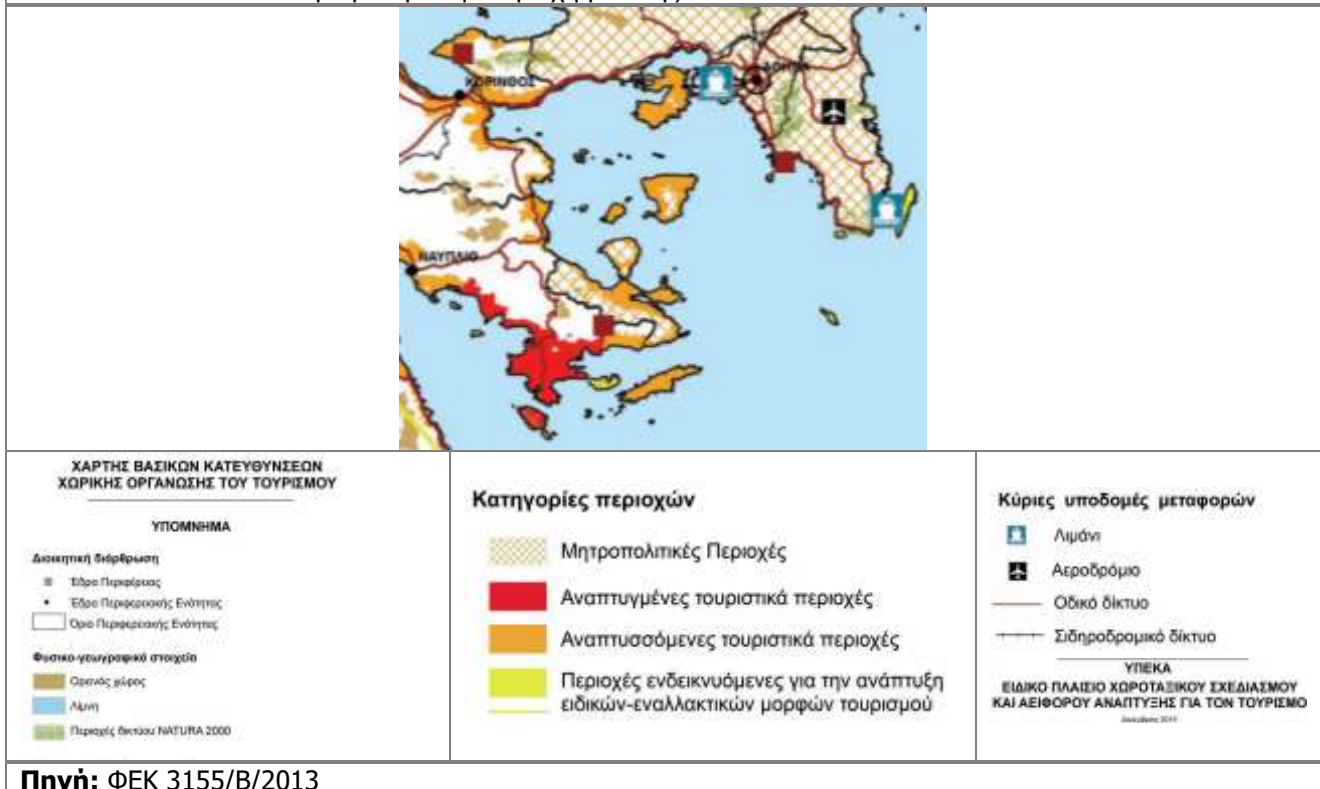 ΚΟΡΙΝΘΟΣ
ΑΘΗΝΑ
ΝΑΥΠΛΙΟ
ΧΑΡΤΗΣ ΒΑΣΙΚΩΝ ΚΑΤΕΥΘΥΝΣΕΩΝ
ΧΩΡΙΚΗΣ ΟΡΓΑΝΩΣΗΣ ΤΟΥ ΤΟΥΡΙΣΜΟΥ
ΥΠΟΜΝΗΜΑ
Διοικητική διάρθρωση
Έδρα Περιφέρειας
Έδρα Περιφερειακής Ενότητας
Όριο Περιφερειακής Ενότητας
Φυσικο-γεωγραφικά στοιχεία
Ορεινός χώρος
Λίμνη
Περιοχές δικτύου NATURA 2000
Κατηγορίες περιοχών
Μητροπολιτικές Περιοχές
Αναπτυγμένες τουριστικά περιοχές
Αναπτυσσόμενες τουριστικά περιοχές
Περιοχές ενδεικνυόμενες για την ανάπτυξη
ειδικών-εναλλακτικών μορφών τουρισμού
Κύριες υποδομές μεταφορών
Λιμάνι
Αεροδρόμιο
Οδικό δίκτυο
Σιδηροδρομικό δίκτυο
ΥΠΕΚΑ
ΕΙΔΙΚΟ ΠΛΑΙΣΙΟ ΧΩΡΟΤΑΞΙΚΟΥ ΣΧΕΔΙΑΣΜΟΥ
ΚΑΙ ΑΕΙΦΟΡΟΥ ΑΝΑΠΤΥΞΗΣ ΓΙΑ ΤΟΝ ΤΟΥΡΙΣΜΟ
Πηγή: ΦΕΚ 3155/Β/2013